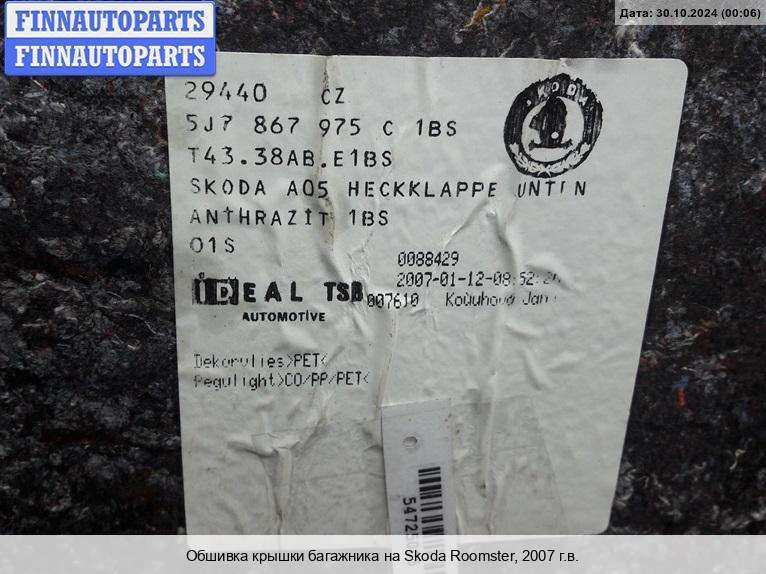 FINNAUTOPARTS
FINNAUTOPARTS
Дата: 30.10.2024 (00:06)
29440 CZ
5J7 867 975 C 1BS
T43.38AB.E1BS
SKODA A05 HECKKLAPPE UNTEN
ANTHRAZIT 1BS
01S
0088429
2007-01-12-08:52:
IDEAL TSB 007610
AUTOMOTIVE
Dekorvlies>PET<
Regulight>CO/PP/PET<
Обшивка крышки багажника на Skoda Roomster, 2007 г.в.